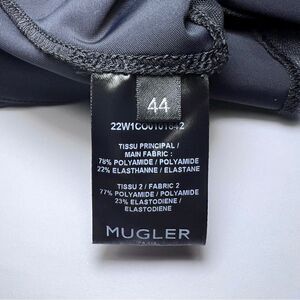 44
22W1CO0101842
TISSU PRINCIPAL /
MAIN FABRIC :
78% POLYAMIDE / POLYAMIDE
22% ELASTHANNE / ELASTANE
TISSU 2 / FABRIC 2
77% POLYAMIDE / POLYAMIDE
23% ELASTODIENE /
ELASTODIENE
MUGLER